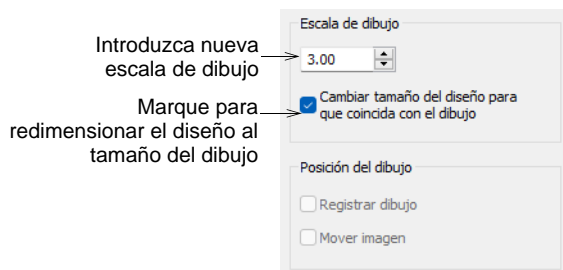 Introduzca nueva
escala de dibujo
Marque para
redimensionar el diseño al
tamaño del dibujo
Escala de dibujo
3.00
Cambiar tamaño del diseño para
que coincida con el dibujo
Posición del dibujo
Registrar dibujo
Mover imagen